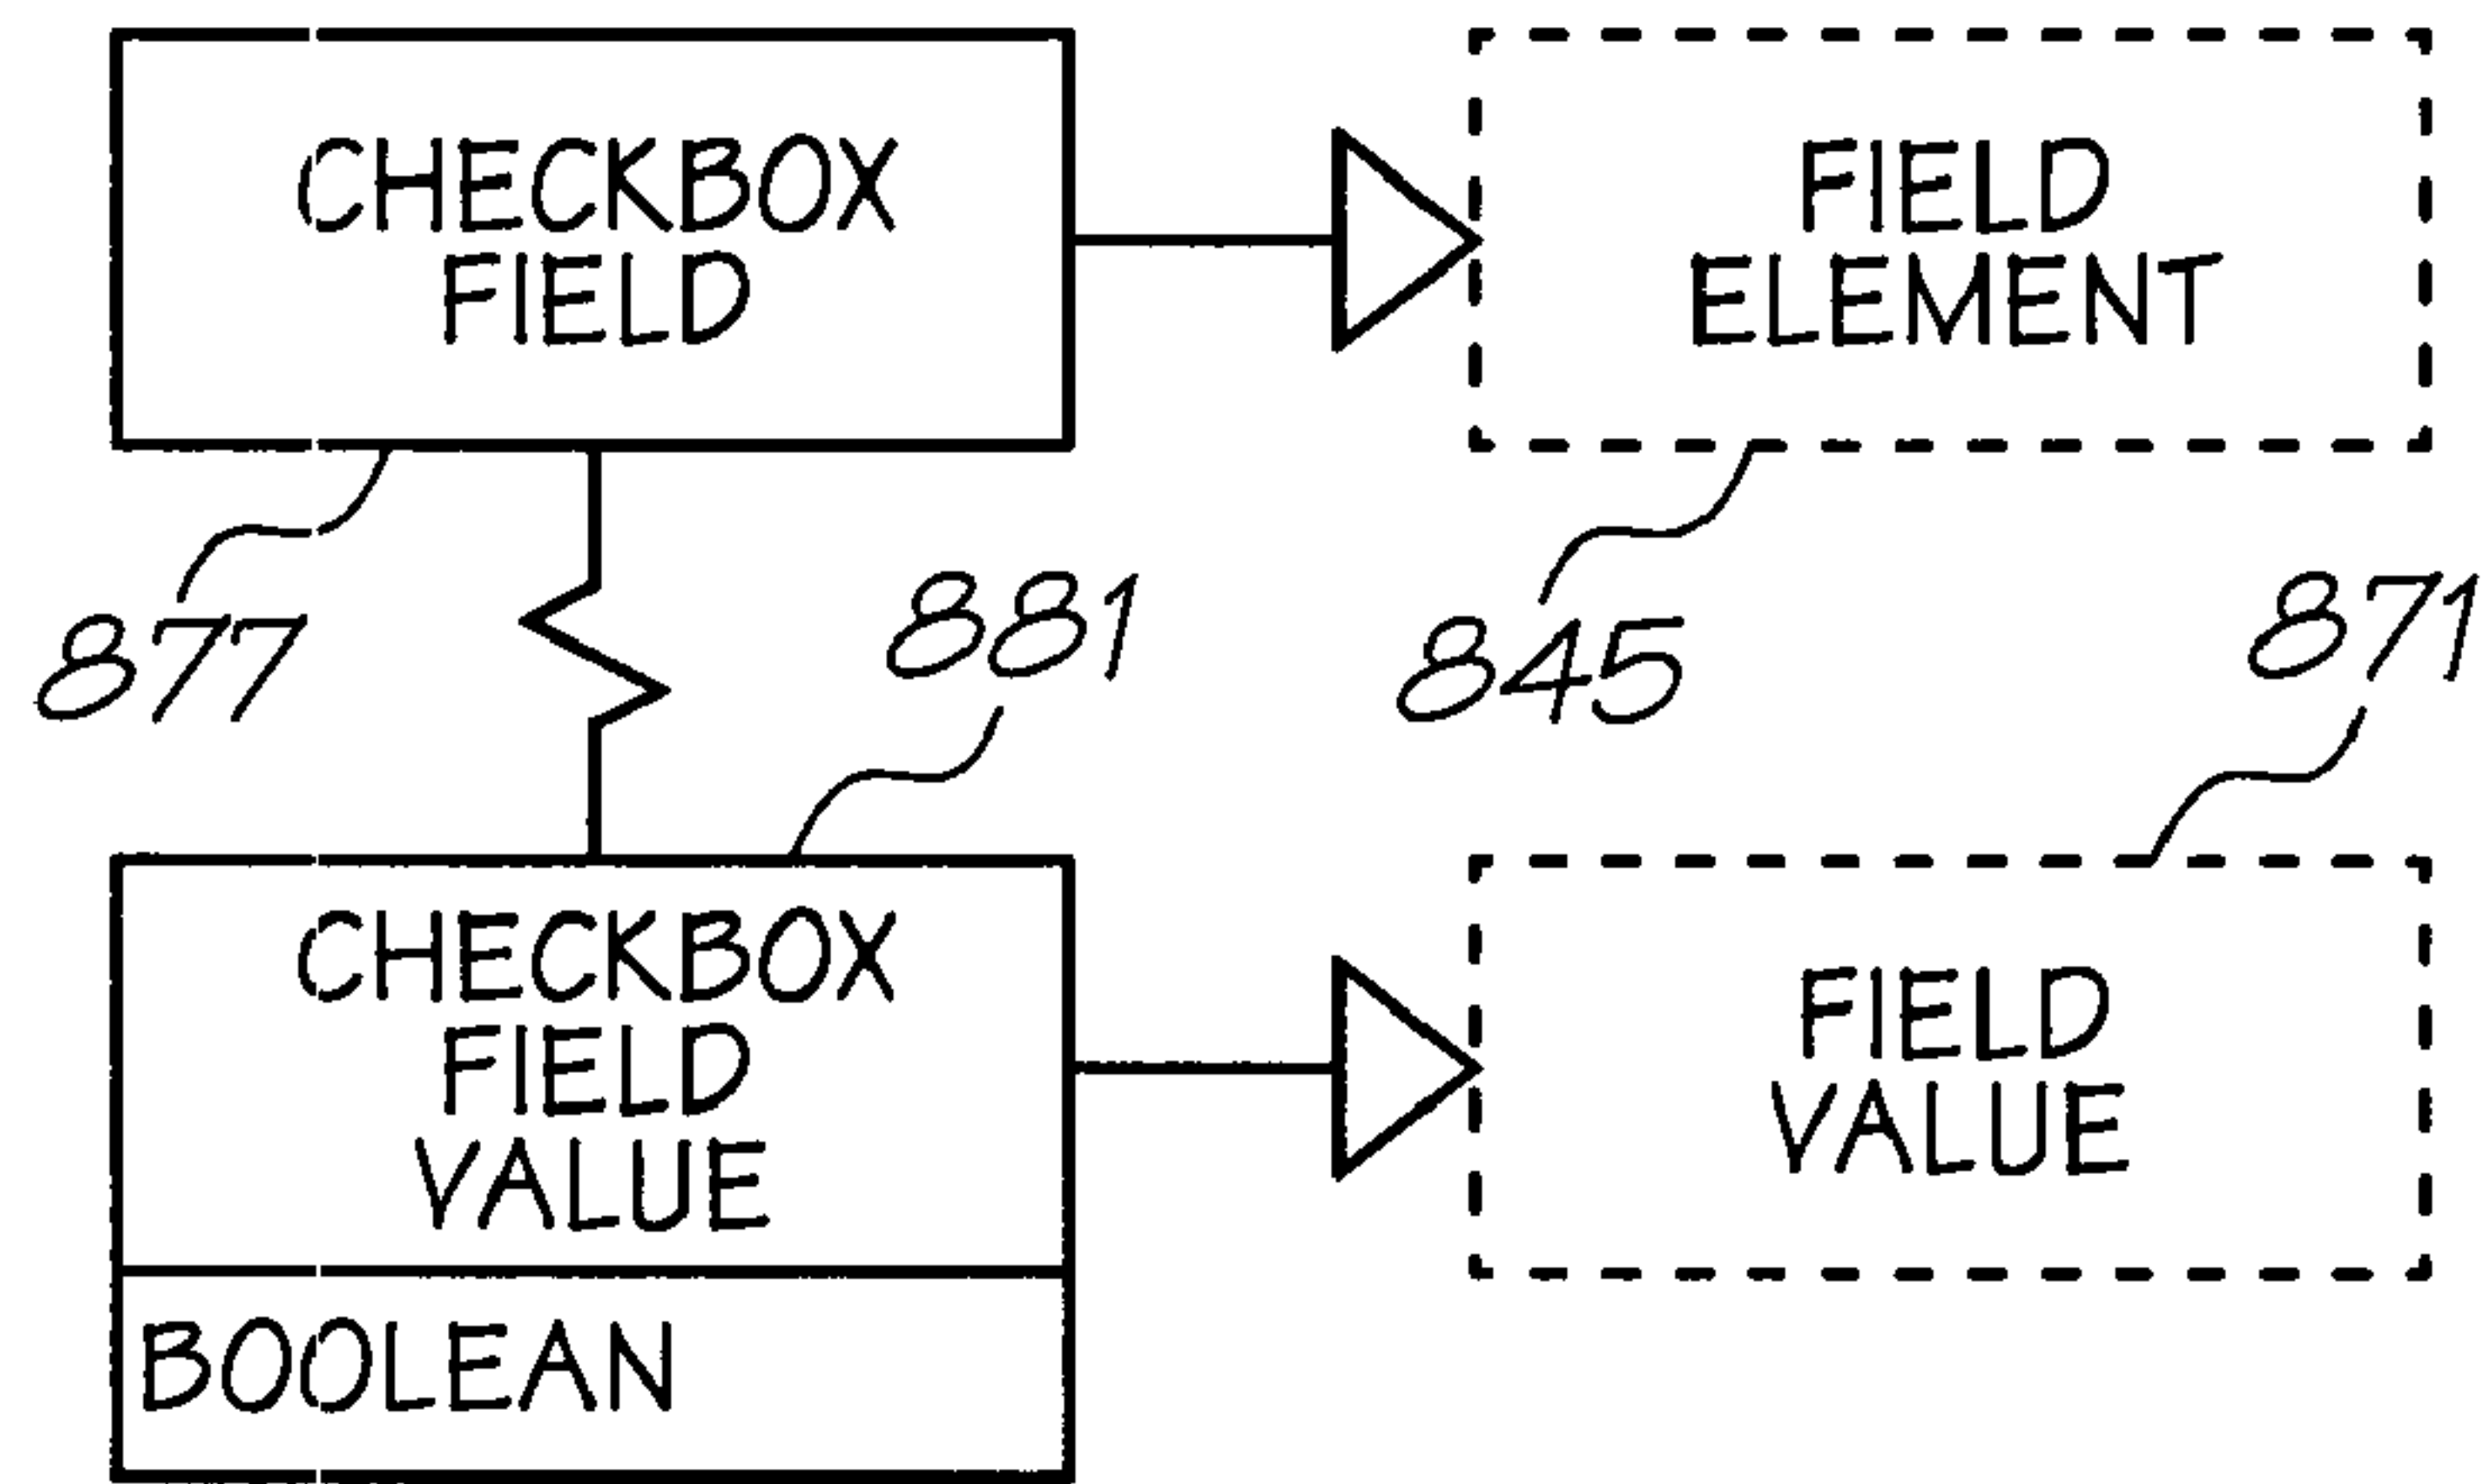 CHECKBOX
FIELD
FIELD
ELEMENT
877
881
845
871
CHECKBOX
FIELD
VALUE
FIELD
VALUE
BOOLEAN